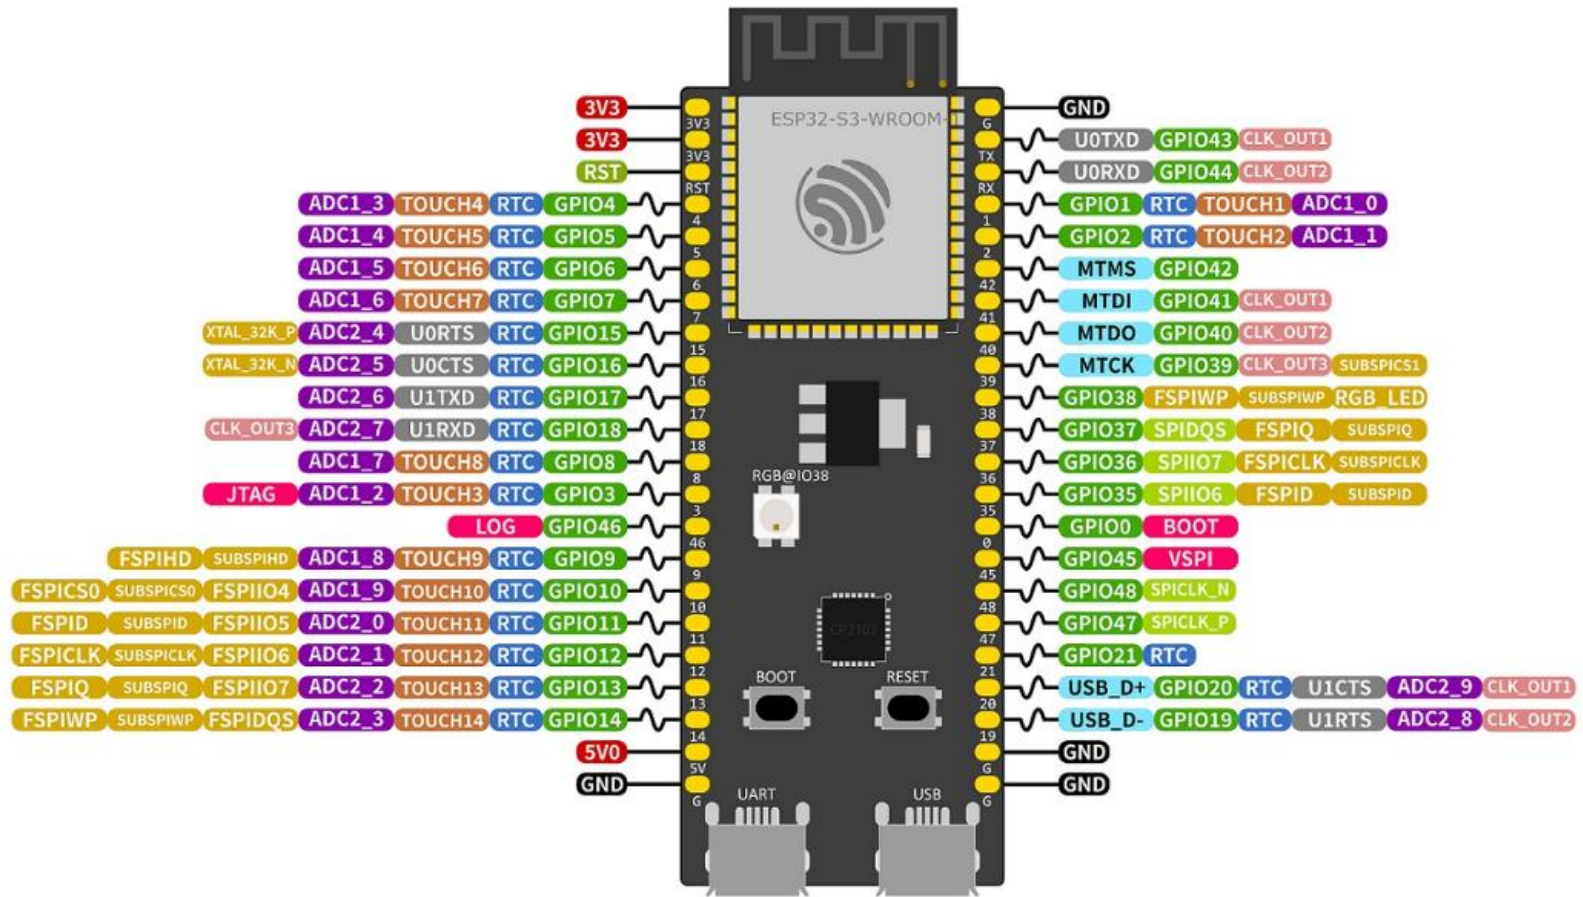 ESP32-S3-WROOM-1
3V3 3V3 G GND
3V3 3V3 TX U0TXD GPIO43 CLK_OUT1
RST RST RX U0RXD GPIO44 CLK_OUT2
ADC1_3 TOUCH4 RTC GPIO4 4 1 GPIO1 RTC TOUCH1 ADC1_0
ADC1_4 TOUCH5 RTC GPIO5 5 2 GPIO2 RTC TOUCH2 ADC1_1
ADC1_5 TOUCH6 RTC GPIO6 6 42 MTMS GPIO42
ADC1_6 TOUCH7 RTC GPIO7 7 41 MTDI GPIO41 CLK_OUT1
XTAL_32K_P ADC2_4 U0RTS RTC GPIO15 15 40 MTDO GPIO40 CLK_OUT2
XTAL_32K_N ADC2_5 U0CTS RTC GPIO16 16 39 MTCK GPIO39 CLK_OUT3 SUBSPICS1
ADC2_6 U1TXD RTC GPIO17 17 38 GPIO38 FSPIWP SUBSPIWP RGB_LED
CLK_OUT3 ADC2_7 U1RXD RTC GPIO18 18 37 GPIO37 SPIDQS FSPIQ SUBSPIQ
ADC1_7 TOUCH8 RTC GPIO8 8 36 GPIO36 SPIIO7 FSPICLK SUBSPICLK
RGB@IO38
JTAG ADC1_2 TOUCH3 RTC GPIO3 3 35 GPIO35 SPIIO6 FSPID SUBSPID
LOG GPIO46 46 0 GPIO0 BOOT
FSPIHD SUBSPIHD ADC1_8 TOUCH9 RTC GPIO9 9 45 GPIO45 VSPI
FSPICS0 SUBSPICS0 FSPIIO4 ADC1_9 TOUCH10 RTC GPIO10 10 48 GPIO48 SPICLK_N
FSPID SUBSPID FSPIIO5 ADC2_0 TOUCH11 RTC GPIO11 11 47 GPIO47 SPICLK_P
CP2102
FSPICLK SUBSPICLK FSPIIO6 ADC2_1 TOUCH12 RTC GPIO12 12 21 GPIO21 RTC
BOOT RESET
FSPIQ SUBSPIQ FSPIIO7 ADC2_2 TOUCH13 RTC GPIO13 13 20 USB_D+ GPIO20 RTC U1CTS ADC2_9 CLK_OUT1
FSPIWP SUBSPIWP FSPIDQS ADC2_3 TOUCH14 RTC GPIO14 14 19 USB_D- GPIO19 RTC U1RTS ADC2_8 CLK_OUT2
5V0 5V G GND
GND G G GND
UART USB